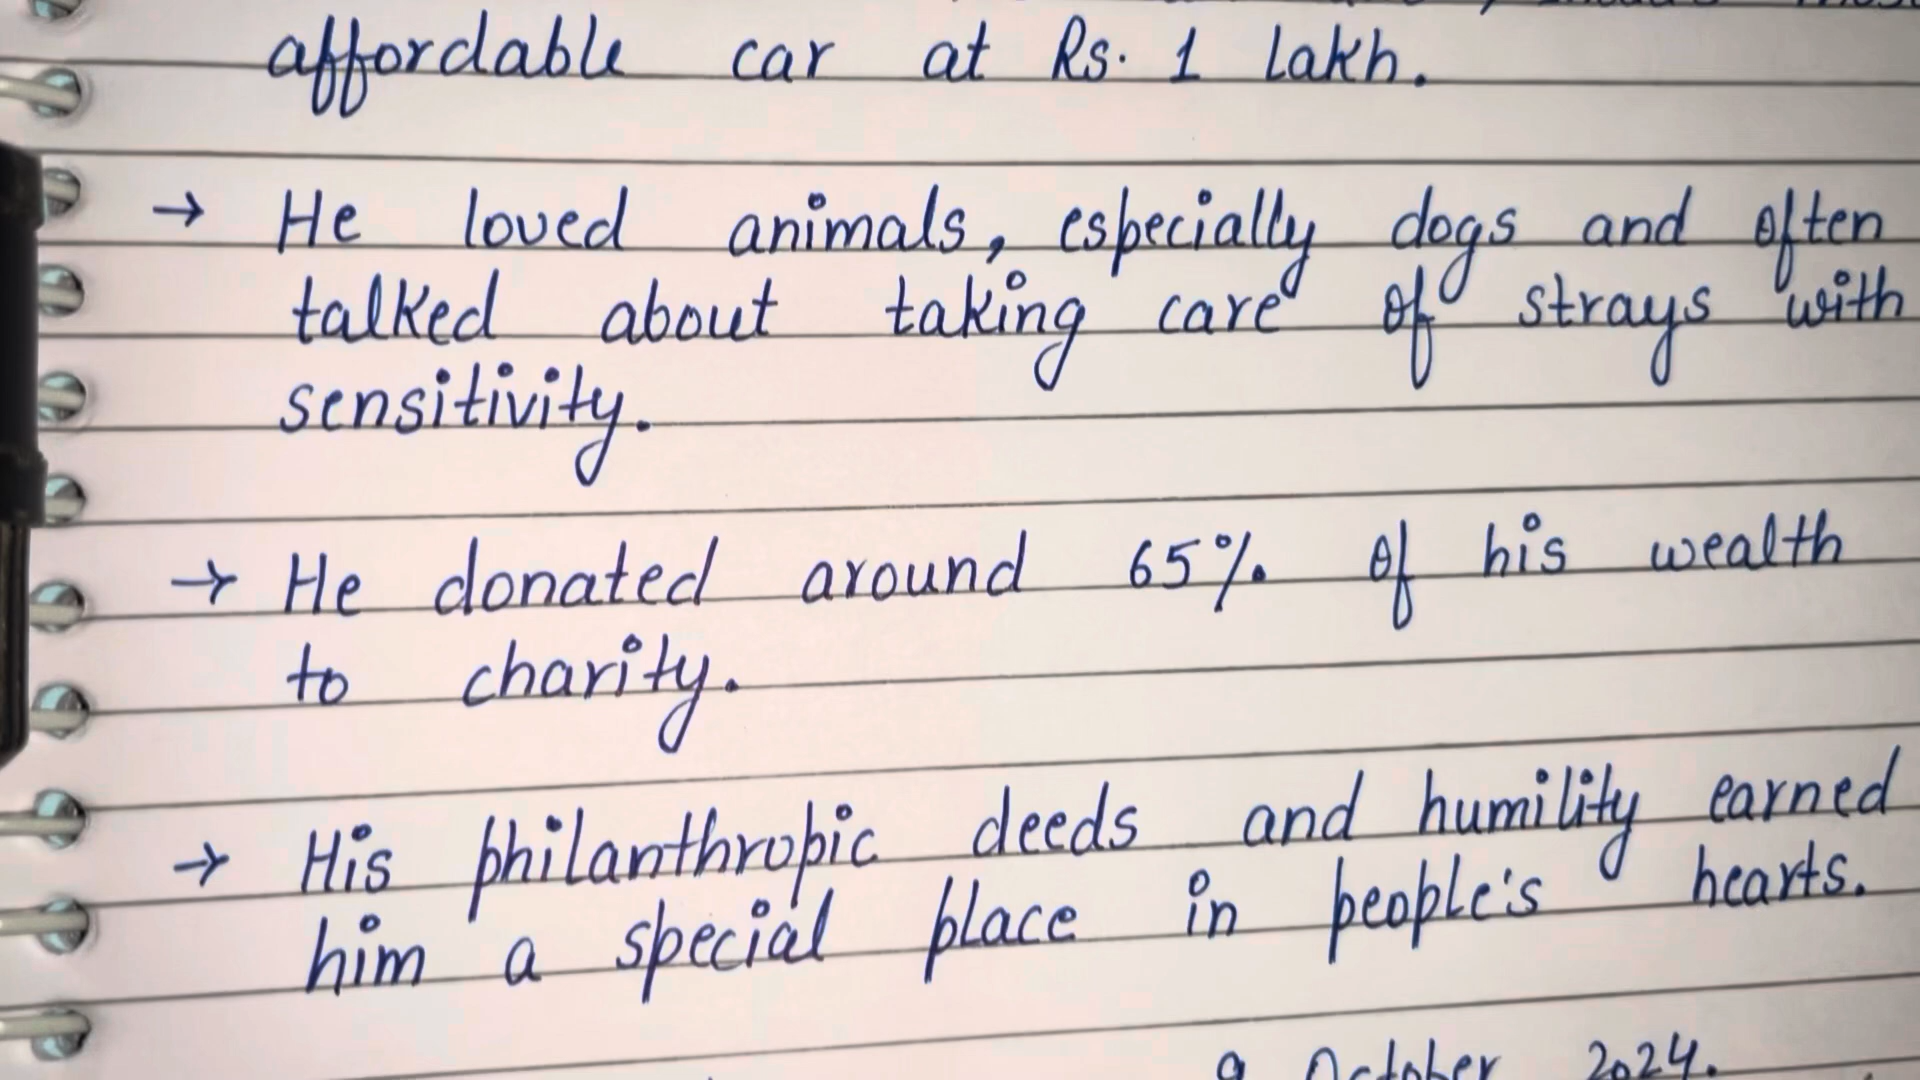 affordable car at Rs. 1 lakh.
→ He loved animals, especially dogs and often
talked about taking care of strays with
sensitivity.
→ He donated around 65% of his wealth
to charity.
→ His philanthropic deeds and humility earned
him a special place in people's hearts.
9 October 2024.